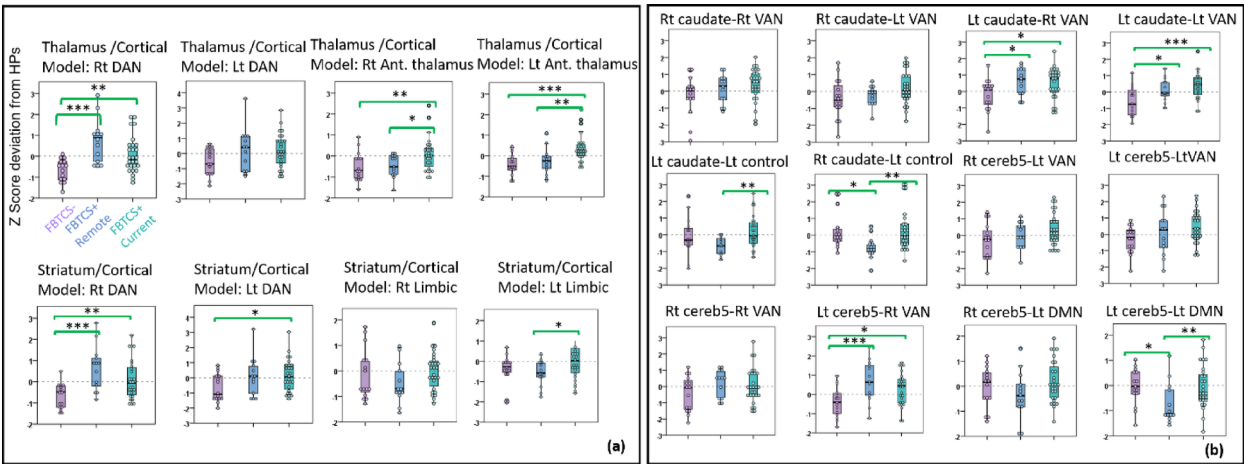 Z Score deviation from HPs
Thalamus /Cortical
Model: Rt DAN
Thalamus /Cortical
Model: Lt DAN
Thalamus /Cortical
Model: Rt Ant. thalamus
Thalamus /Cortical
Model: Lt Ant. thalamus
**
***
**
*
***
**
FBTCS-
FBTCS+
Remote
FBTCS+
Current
Striatum/Cortical
Model: Rt DAN
Striatum/Cortical
Model: Lt DAN
Striatum/Cortical
Model: Rt Limbic
Striatum/Cortical
Model: Lt Limbic
**
***
*
*
(a)
Rt caudate-Rt VAN
Rt caudate-Lt VAN
Lt caudate-Rt VAN
Lt caudate-Lt VAN
*
*
***
*
Lt caudate-Lt control
Rt caudate-Lt control
Rt cereb5-Lt VAN
Lt cereb5-LtVAN
**
*
**
Rt cereb5-Rt VAN
Lt cereb5-Rt VAN
Rt cereb5-Lt DMN
Lt cereb5-Lt DMN
*
***
*
**
(b)